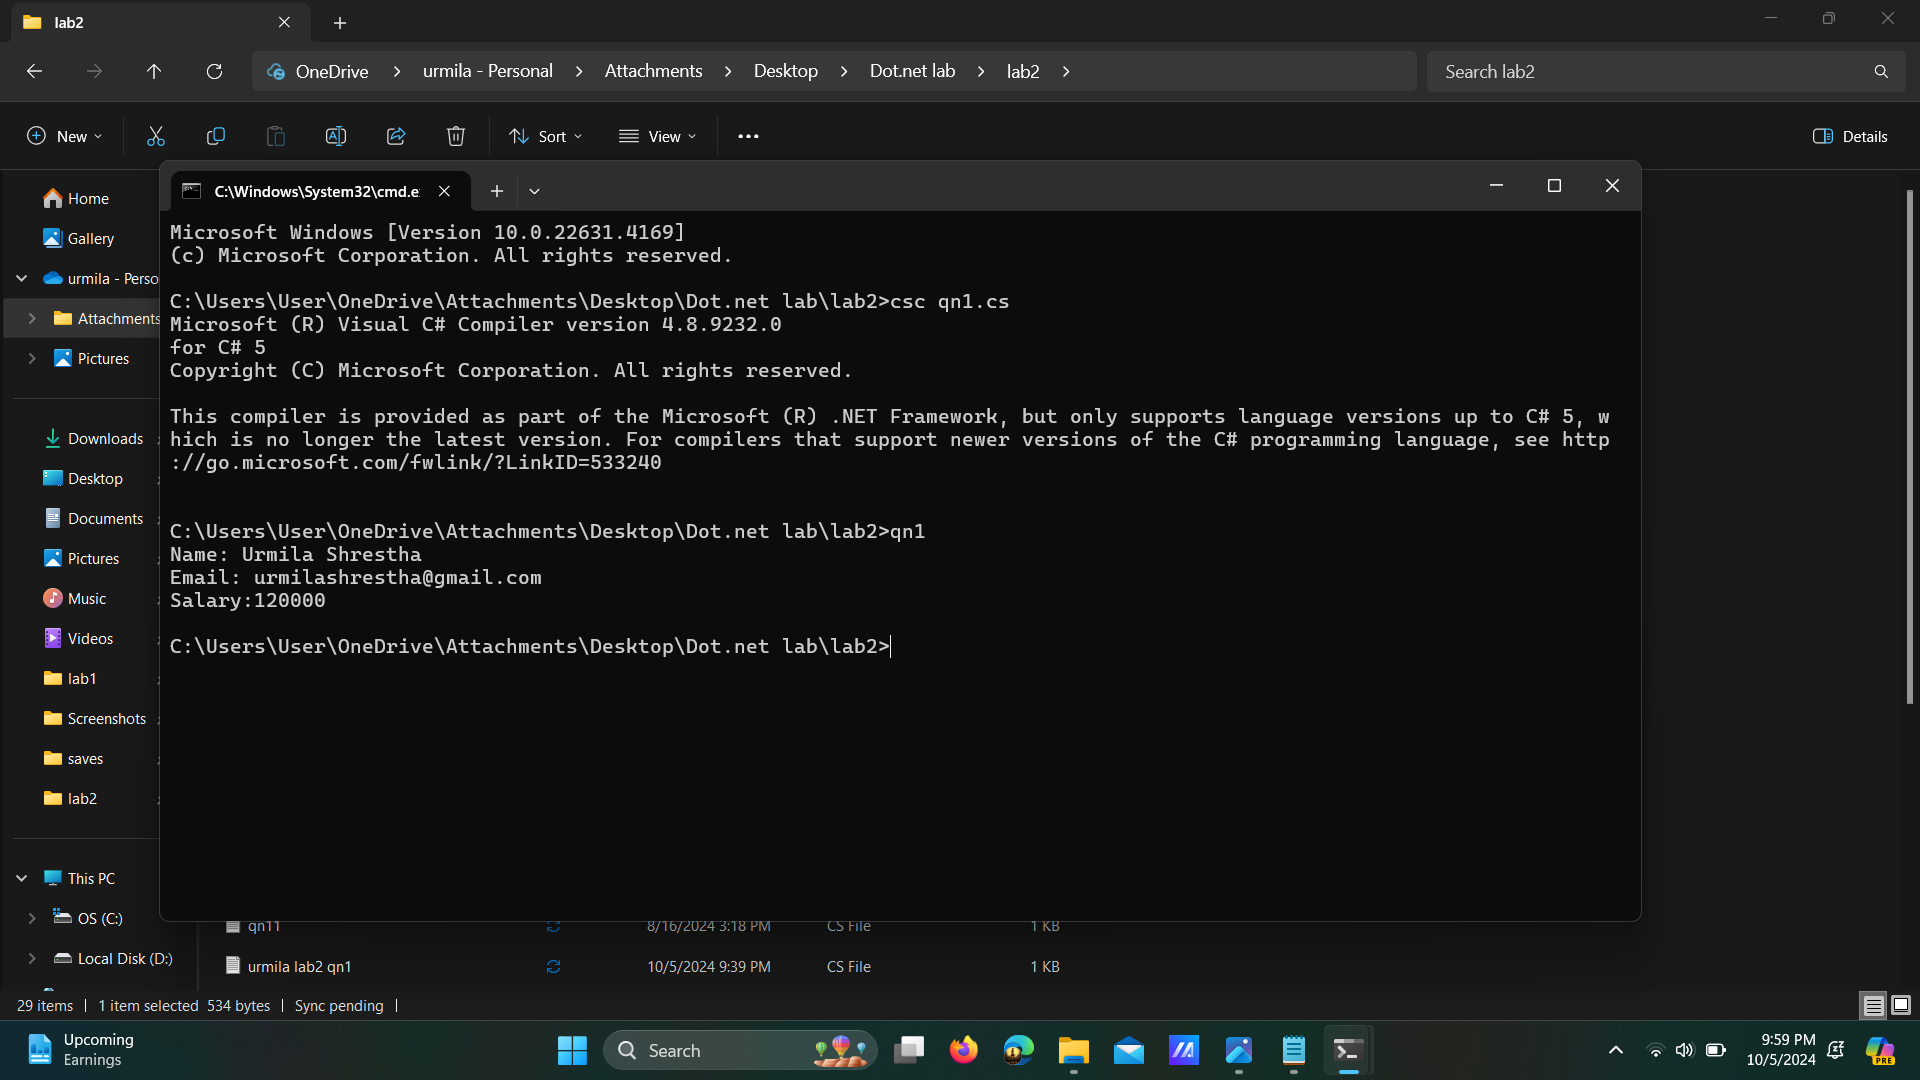 lab2
OneDrive > urmila - Personal > Attachments > Desktop > Dot.net lab > lab2 >
Search lab2
New
Sort
View
Details
Home
Gallery
urmila - Perso
Attachments
Pictures
Downloads
Desktop
Documents
Pictures
Music
Videos
lab1
Screenshots
saves
lab2
This PC
OS (C:)
Local Disk (D:)
C:\Windows\System32\cmd.e
Microsoft Windows [Version 10.0.22631.4169]
(c) Microsoft Corporation. All rights reserved.
C:\Users\User\OneDrive\Attachments\Desktop\Dot.net lab\lab2>csc qn1.cs
Microsoft (R) Visual C# Compiler version 4.8.9232.0
for C# 5
Copyright (C) Microsoft Corporation. All rights reserved.
This compiler is provided as part of the Microsoft (R) .NET Framework, but only supports language versions up to C# 5, w
hich is no longer the latest version. For compilers that support newer versions of the C# programming language, see http
://go.microsoft.com/fwlink/?LinkID=533240
C:\Users\User\OneDrive\Attachments\Desktop\Dot.net lab\lab2>qn1
Name: Urmila Shrestha
Email: urmilashrestha@gmail.com
Salary:120000
C:\Users\User\OneDrive\Attachments\Desktop\Dot.net lab\lab2>
qn11 8/16/2024 3:18 PM CS File 1 KB
urmila lab2 qn1 10/5/2024 9:39 PM CS File 1 KB
29 items | 1 item selected 534 bytes | Sync pending |
Upcoming
Earnings
Search
9:59 PM
10/5/2024
PRE